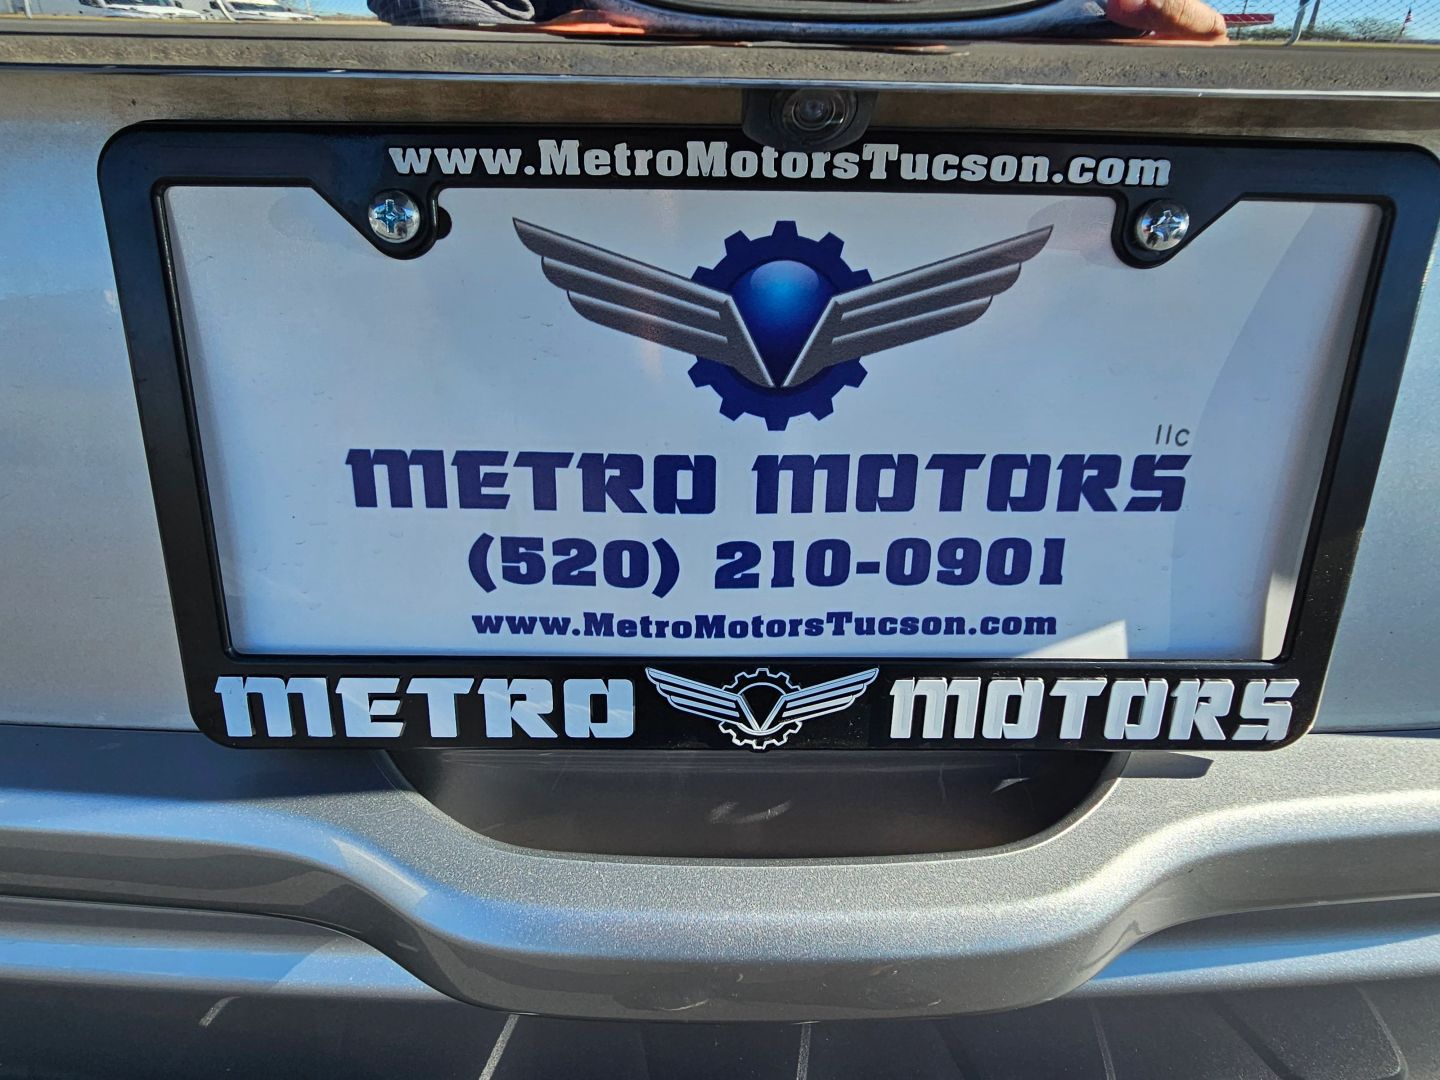 www.MetroMotorsTucson.com
llc
METRO MOTORS
(520) 210-0901
www.MetroMotorsTucson.com
METRO MOTORS